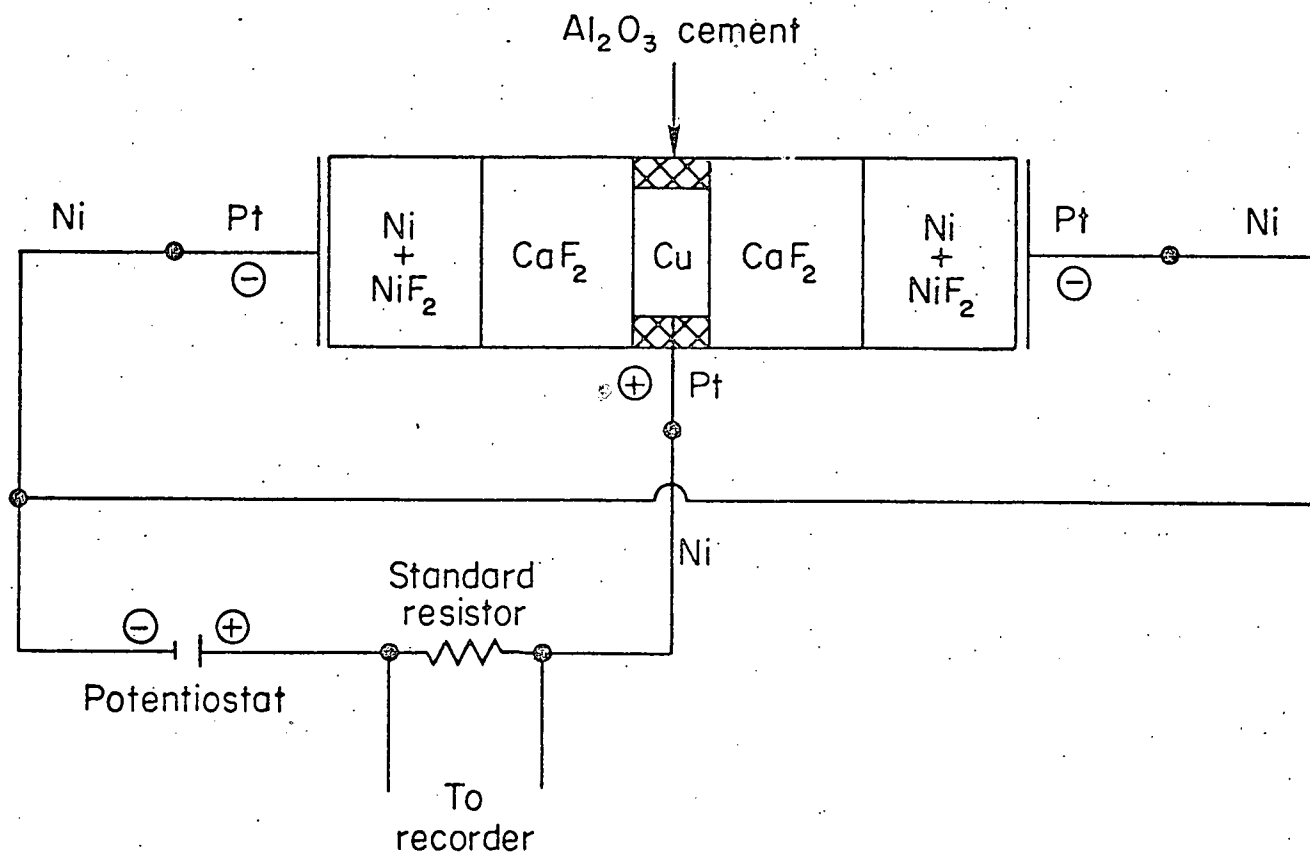 Al₂O₃ cement
Ni
Pt
⊖
Ni
+
NiF₂
CaF₂
Cu
CaF₂
Ni
+
NiF₂
Pt
⊖
Ni
⊕ Pt
Ni
Standard
resistor
⊖ ⊕
Potentiostat
To
recorder